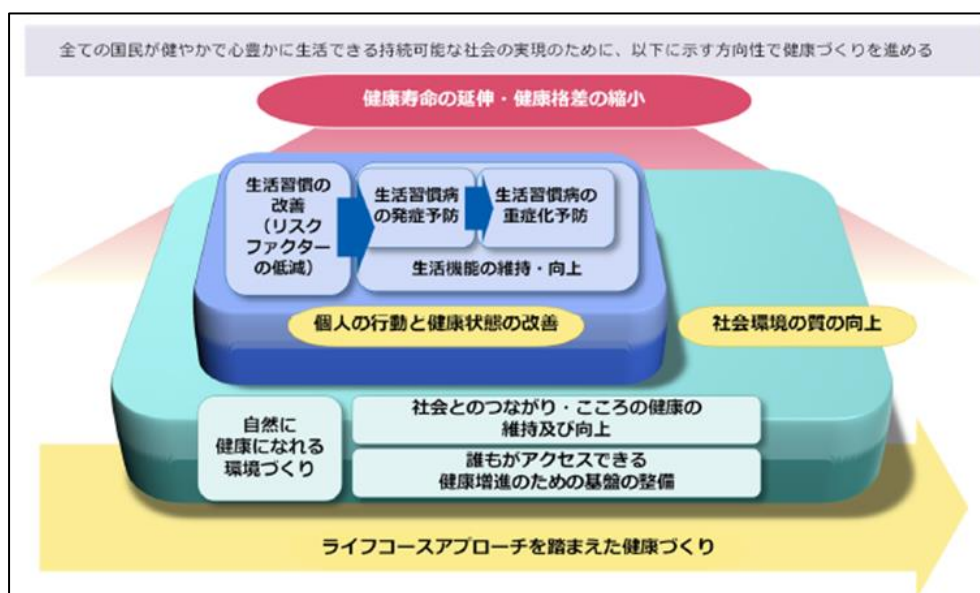 全ての国民が健やかで心豊かに生活できる持続可能な社会の実現のために、以下に示す方向性で健康づくりを進める
健康寿命の延伸・健康格差の縮小
生活習慣の
改善
（リスク
ファクター
の低減）
生活習慣病
の発症予防
生活習慣病の
重症化予防
生活機能の維持・向上
個人の行動と健康状態の改善
社会環境の質の向上
自然に
健康になれる
環境づくり
社会とのつながり・こころの健康の
維持及び向上
誰もがアクセスできる
健康増進のための基盤の整備
ライフコースアプローチを踏まえた健康づくり